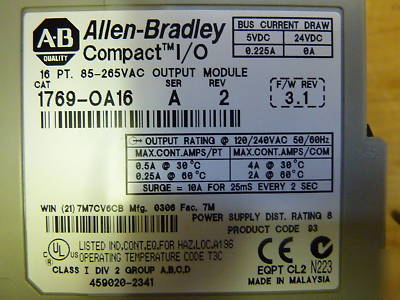 AB
QUALITY
Allen-Bradley
Compact™ I/O
BUS CURRENT DRAW
5VDC 24VDC
0.225A 0A
16 PT. 85-265VAC OUTPUT MODULE
CAT SER REV
1769-OA16 A 2
F/W REV
3.1
OUTPUT RATING @ 120/240VAC 50/60Hz
MAX.CONT.AMPS/PT MAX.CONT.AMPS/COM
0.5A @ 30°C 4A @ 30°C
0.25A @ 60°C 2A @ 60°C
SURGE = 10A FOR 25mS EVERY 2 SEC
WIN (21) 7M7CV6CB Mfg. 0306 Fac. 7M
POWER SUPPLY DIST. RATING 8
PRODUCT CODE 93
LISTED IND.CONT.EQ.FOR HAZ.LOC.A196
OPERATING TEMPERATURE CODE T3C
CLASS I DIV 2 GROUP A,B,C,D
459020-2341
UL
CE
EQPT CL2 N223
MADE IN MALAYSIA